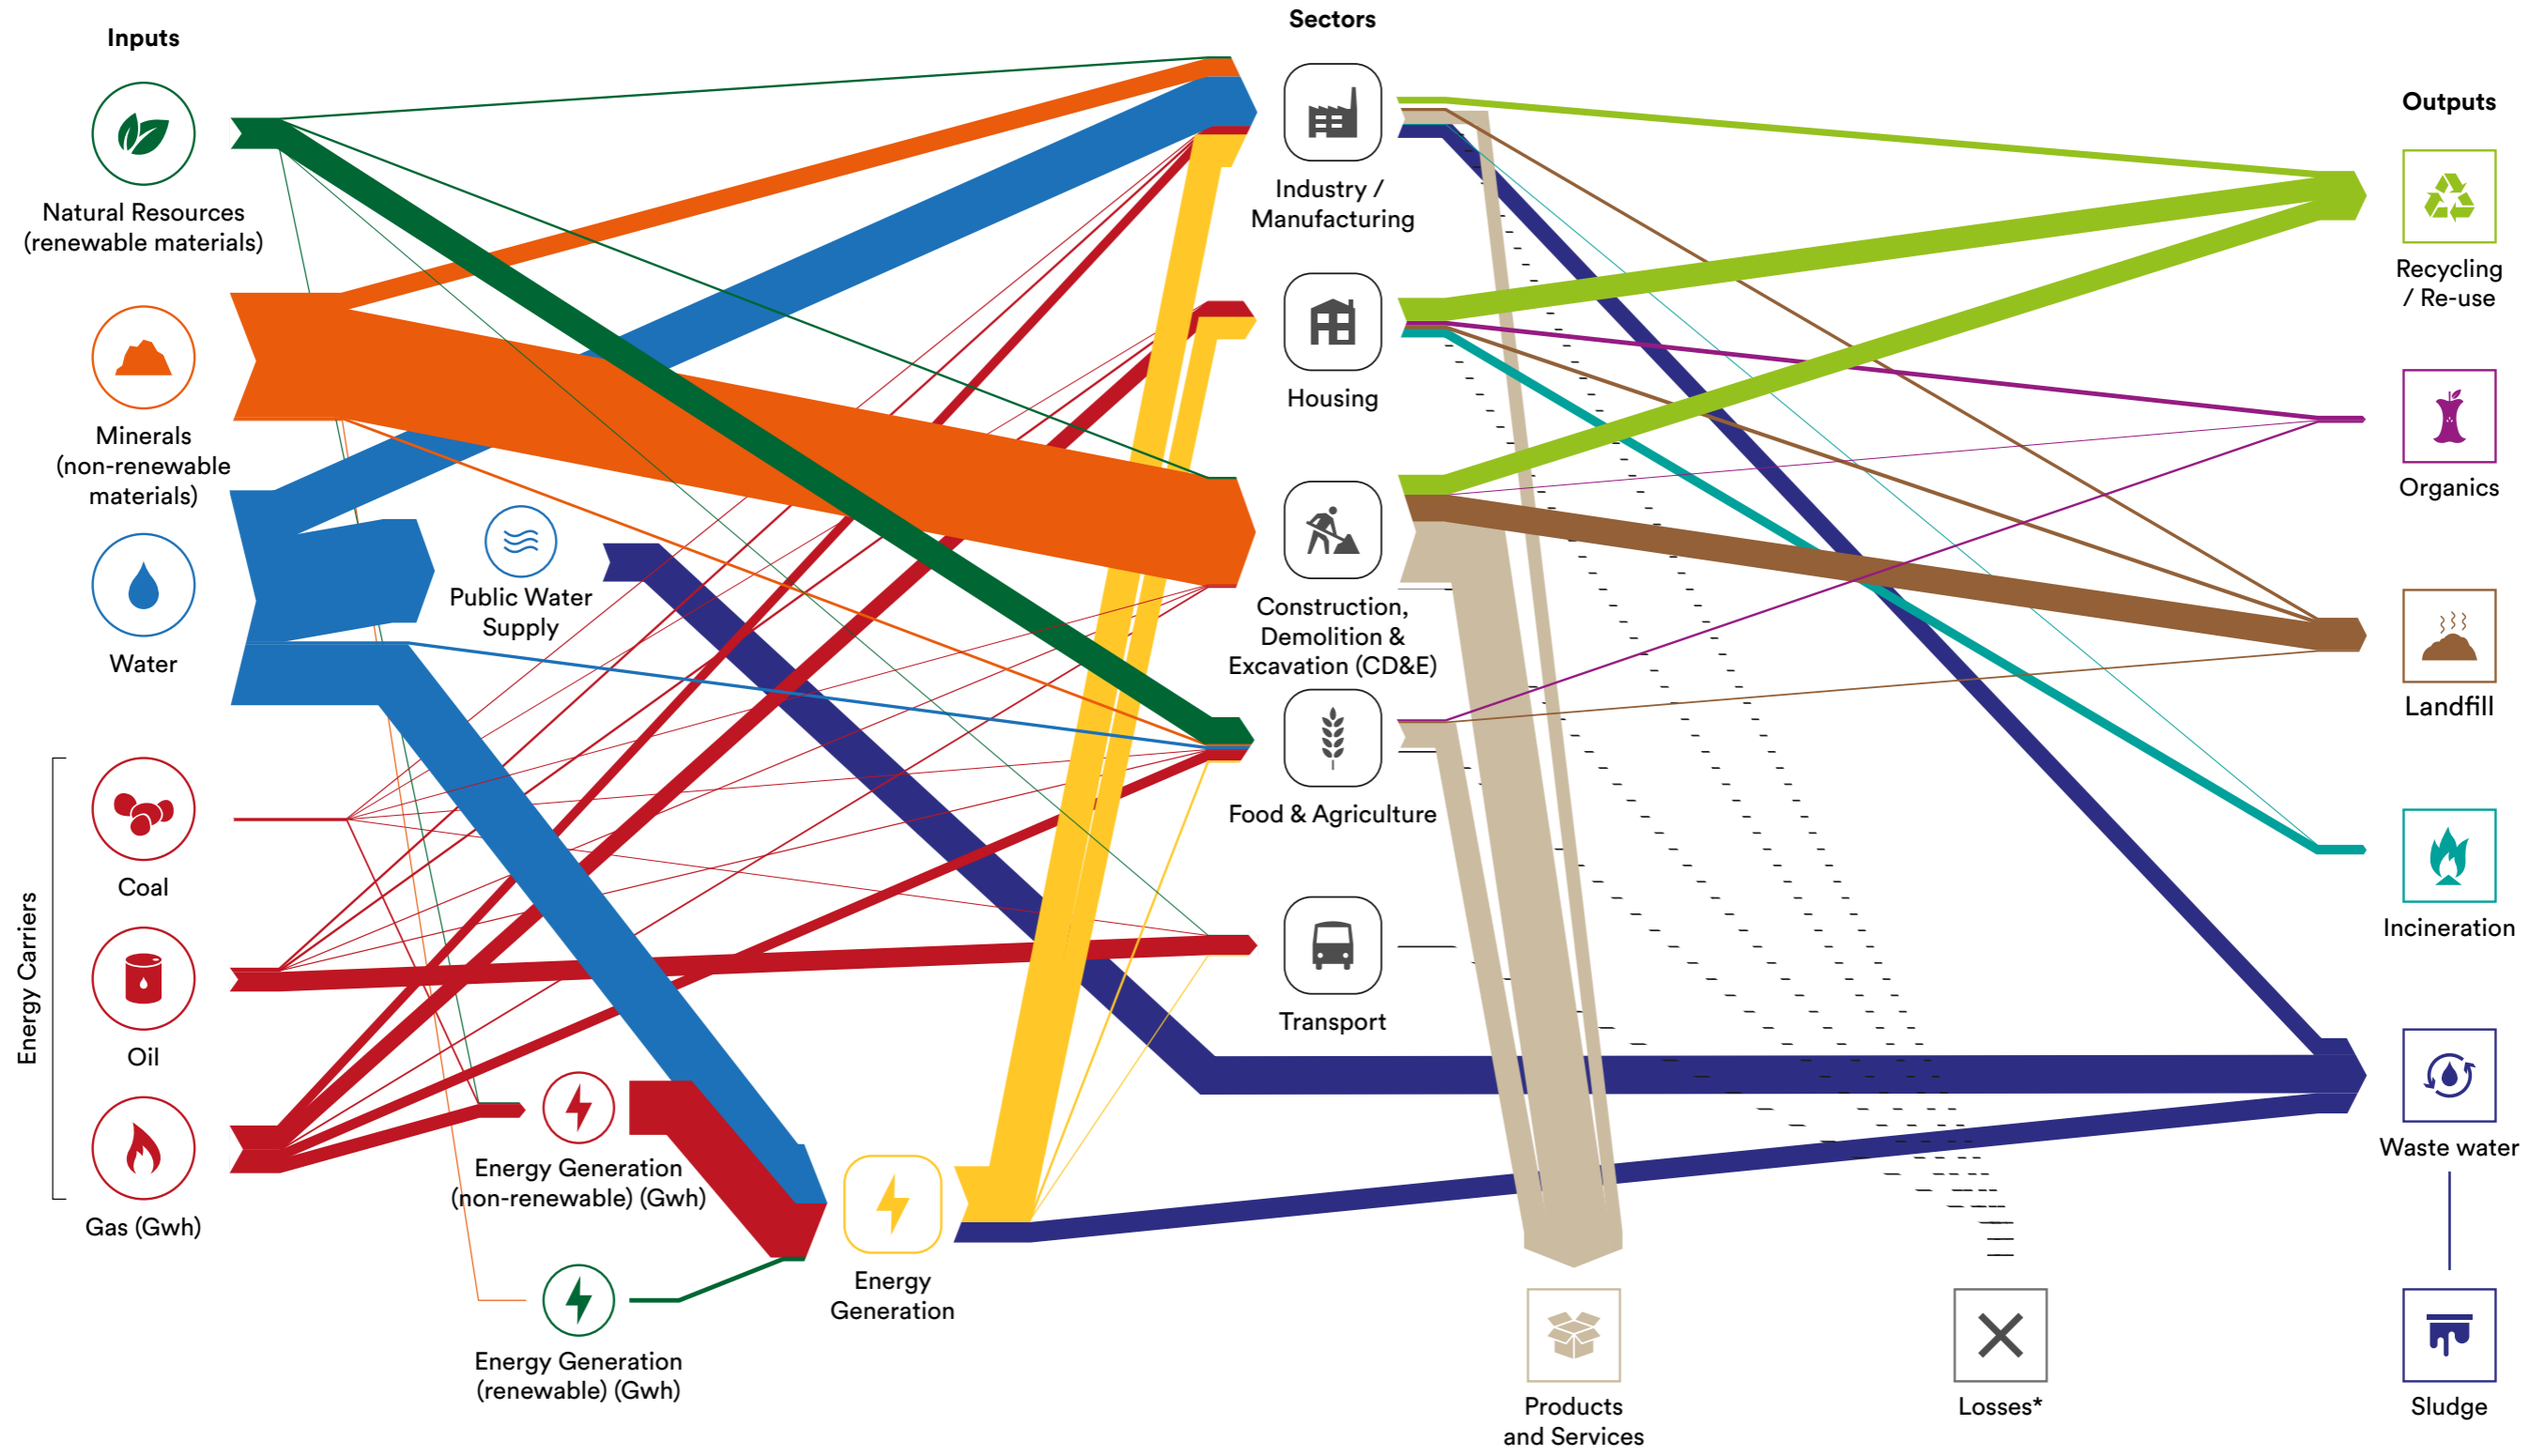 Inputs
Natural Resources
(renewable materials)
Minerals
(non-renewable
materials)
Water
Public Water
Supply
Energy Carriers
Coal
Oil
Gas (Gwh)
Energy Generation
(non-renewable) (Gwh)
Energy Generation
(renewable) (Gwh)
Energy
Generation
Sectors
Industry /
Manufacturing
Housing
Construction,
Demolition &
Excavation (CD&E)
Food & Agriculture
Transport
Products
and Services
Losses*
Outputs
Recycling
/ Re-use
Organics
Landfill
Incineration
Waste water
Sludge